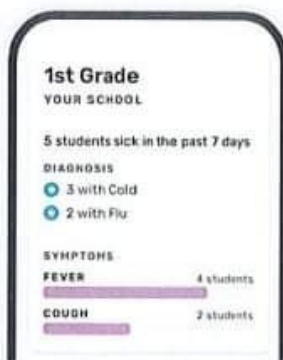 1st Grade
YOUR SCHOOL
5 students sick in the past 7 days
DIAGNOSIS
3 with Cold
2 with Flu
SYMPTOMS
FEVER 4 students
COUGH 2 students